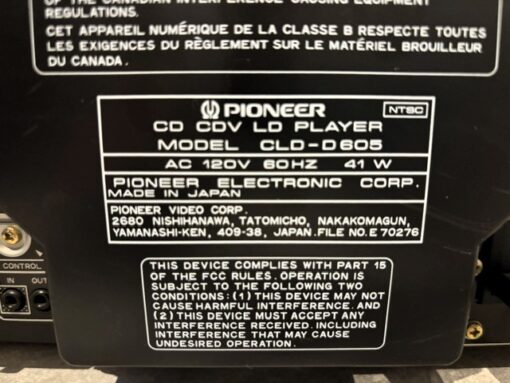 OF THE CANADIAN INTERFERENCE CAUSING EQUIPMENT
REGULATIONS.
CET APPAREIL NUMÉRIQUE DE LA CLASSE B RESPECTE TOUTES
LES EXIGENCES DU RÈGLEMENT SUR LE MATÉRIEL BROUILLEUR
DU CANADA.
PIONEER NTSC
CD CDV LD PLAYER
MODEL CLD-D605
AC 120V 60HZ 41 W
PIONEER ELECTRONIC CORP.
MADE IN JAPAN
PIONEER VIDEO CORP.
2680 NISHIHANAWA, TATOMICHO, NAKAKOMAGUN,
YAMANASHI-KEN, 409-38, JAPAN.FILE NO.E 70276
CONTROL
IN OUT
THIS DEVICE COMPLIES WITH PART 15
OF THE FCC RULES. OPERATION IS
SUBJECT TO THE FOLLOWING TWO
CONDITIONS:(1) THIS DEVICE MAY NOT
CAUSE HARMFUL INTERFERENCE. AND
(2) THIS DEVICE MUST ACCEPT ANY
INTERFERENCE RECEIVED. INCLUDING
INTERFERENCE THAT MAY CAUSE
UNDESIRED OPERATION.